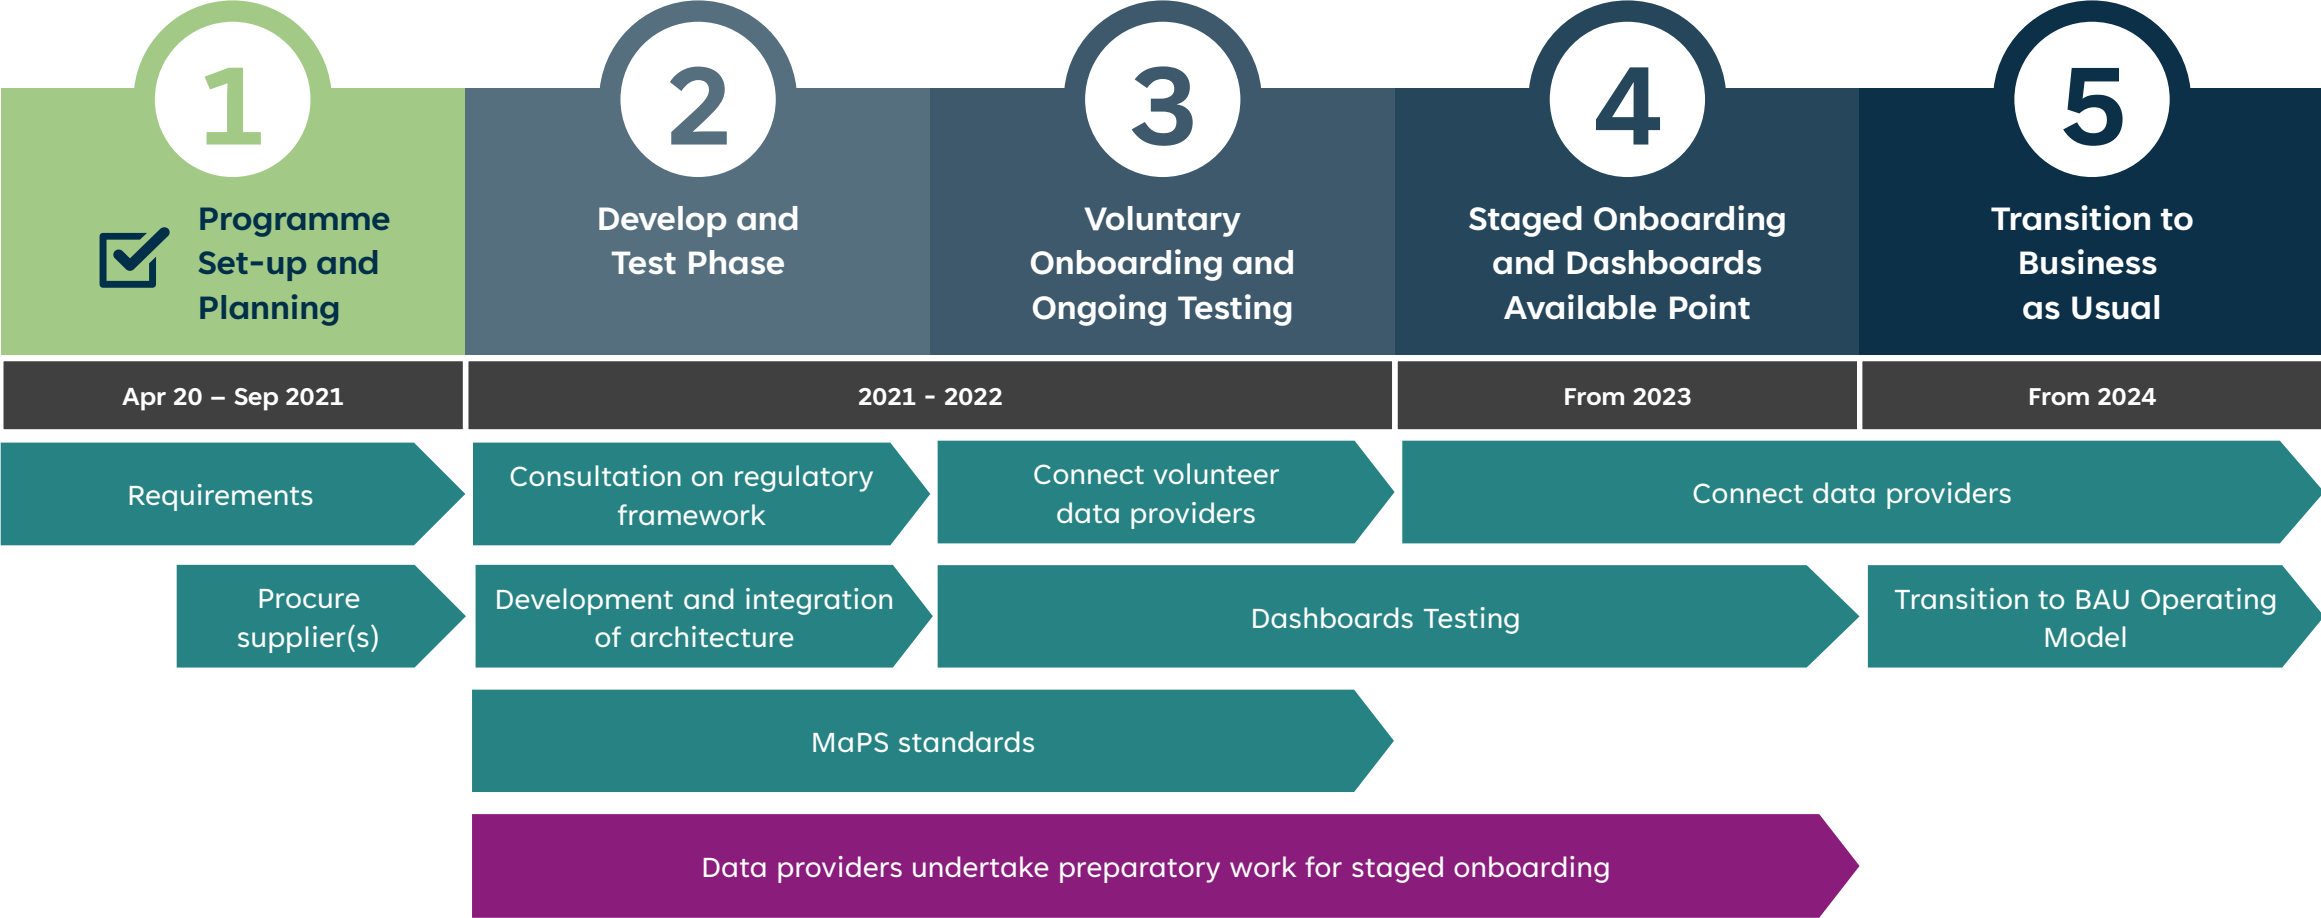 1
Programme
Set-up and
Planning
2
Develop and
Test Phase
3
Voluntary
Onboarding and
Ongoing Testing
4
Staged Onboarding
and Dashboards
Available Point
5
Transition to
Business
as Usual
Apr 20 – Sep 2021
2021 - 2022
From 2023
From 2024
Requirements
Consultation on regulatory
framework
Connect volunteer
data providers
Connect data providers
Procure
supplier(s)
Development and integration
of architecture
Dashboards Testing
Transition to BAU Operating
Model
MaPS standards
Data providers undertake preparatory work for staged onboarding